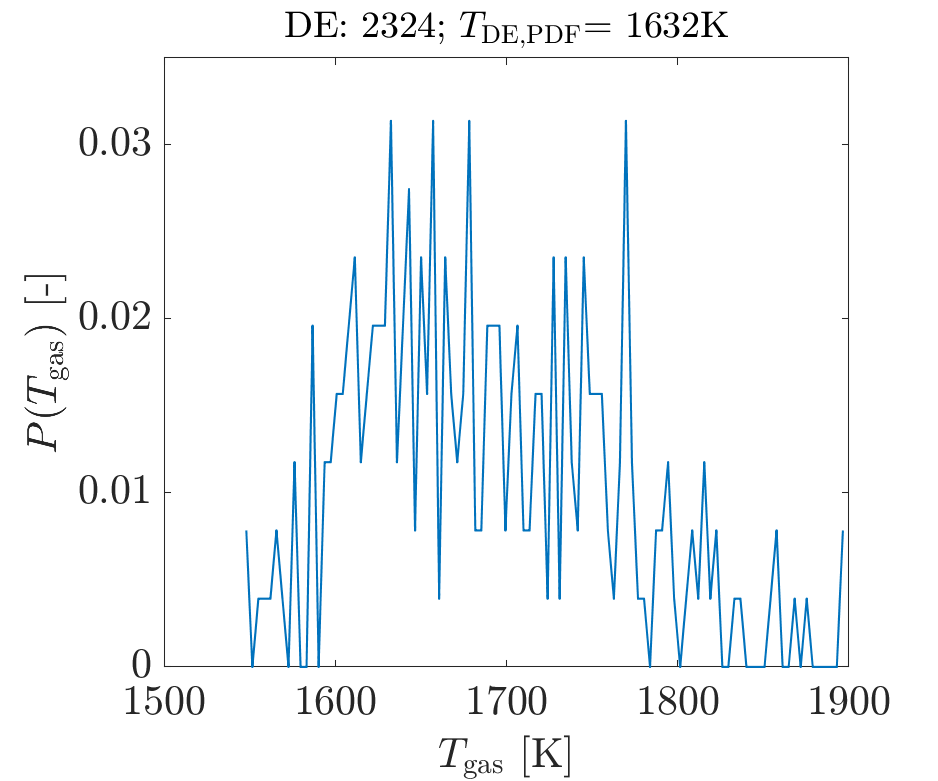 DE: 2324; T_DE,PDF= 1632K
0.03
0.02
0.01
0
P(T_gas) [-]
1500 1600 1700 1800 1900
T_gas [K]